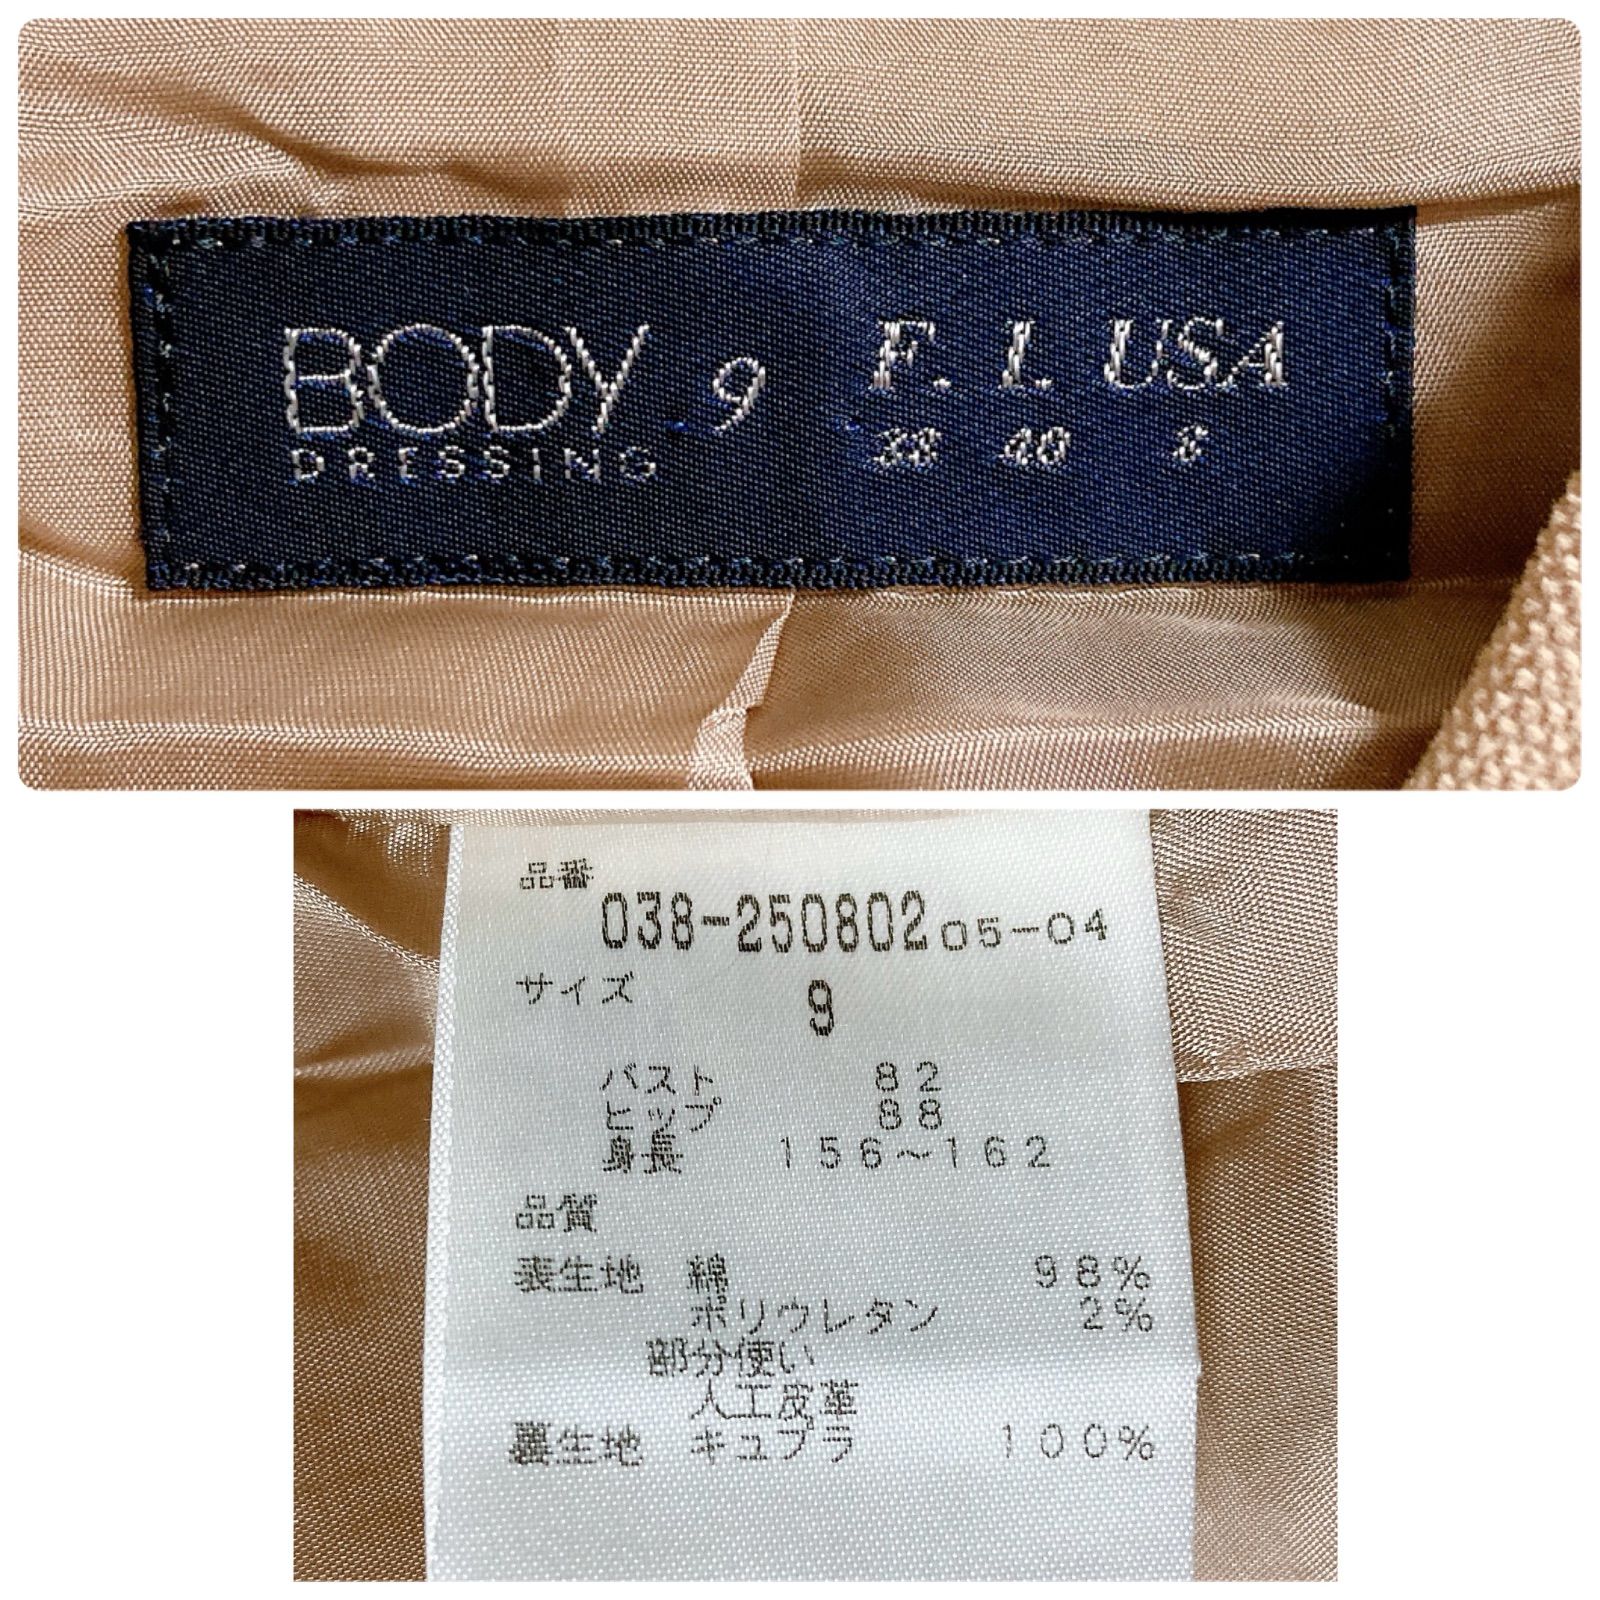 BODY 9 F. I. USA
DRESSING 38 40 8
品番
038-250802 05-04
サイズ 9
バスト 82
ヒップ 88
身長 156～162
品質
表生地 綿 98%
ポリウレタン 2%
部分使い
人工皮革
裏生地 キュプラ 100%